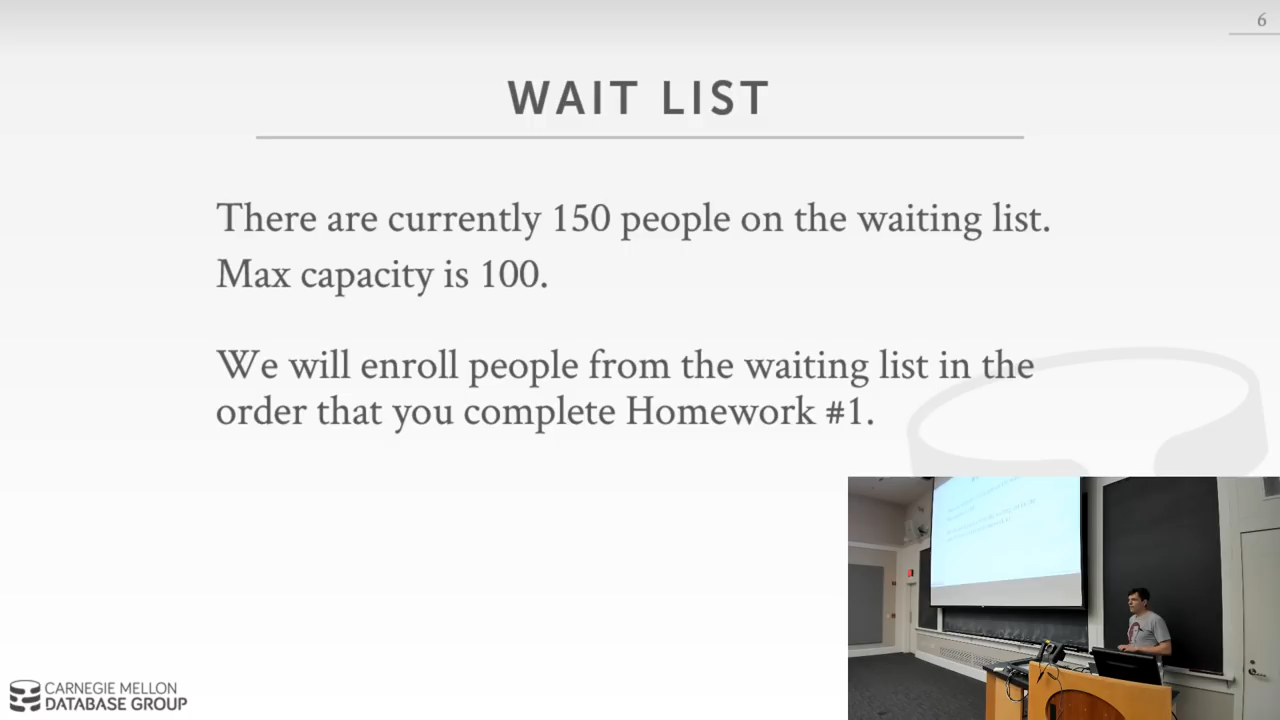 6
WAIT LIST
There are currently 150 people on the waiting list.
Max capacity is 100.
We will enroll people from the waiting list in the
order that you complete Homework #1.
CARNEGIE MELLON
DATABASE GROUP